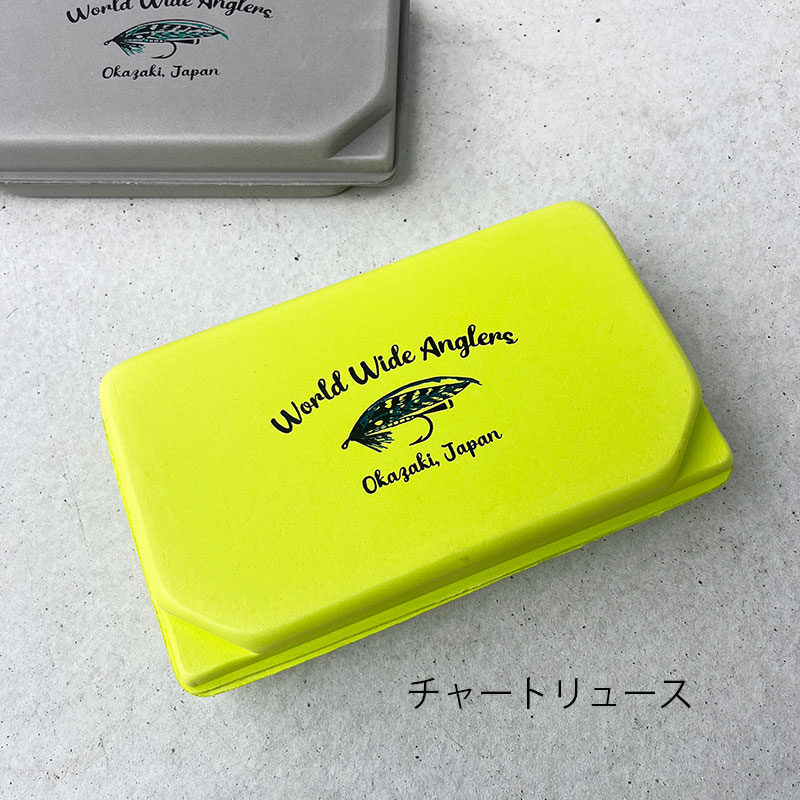 World Wide Anglers
Okazaki, Japan
World Wide Anglers
Okazaki, Japan
チャートリュース